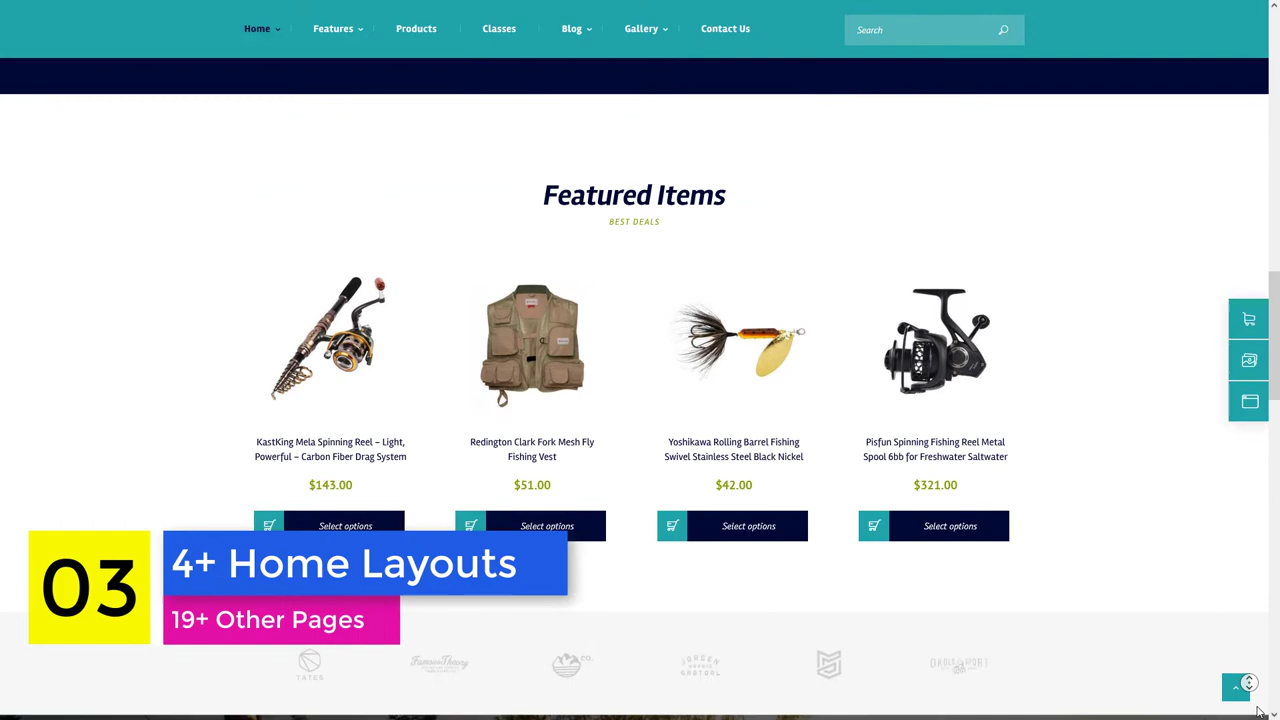 Home
Features
Products
Classes
Blog
Gallery
Contact Us
Search
Featured Items
BEST DEALS
KastKing Mela Spinning Reel – Light,
Powerful – Carbon Fiber Drag System
$143.00
Select options
Redington Clark Fork Mesh Fly
Fishing Vest
$51.00
Select options
Yoshikawa Rolling Barrel Fishing
Swivel Stainless Steel Black Nickel
$42.00
Select options
Pisfun Spinning Fishing Reel Metal
Spool 6bb for Freshwater Saltwater
$321.00
Select options
03
4+ Home Layouts
19+ Other Pages
YATES
FamousTheory
CO.